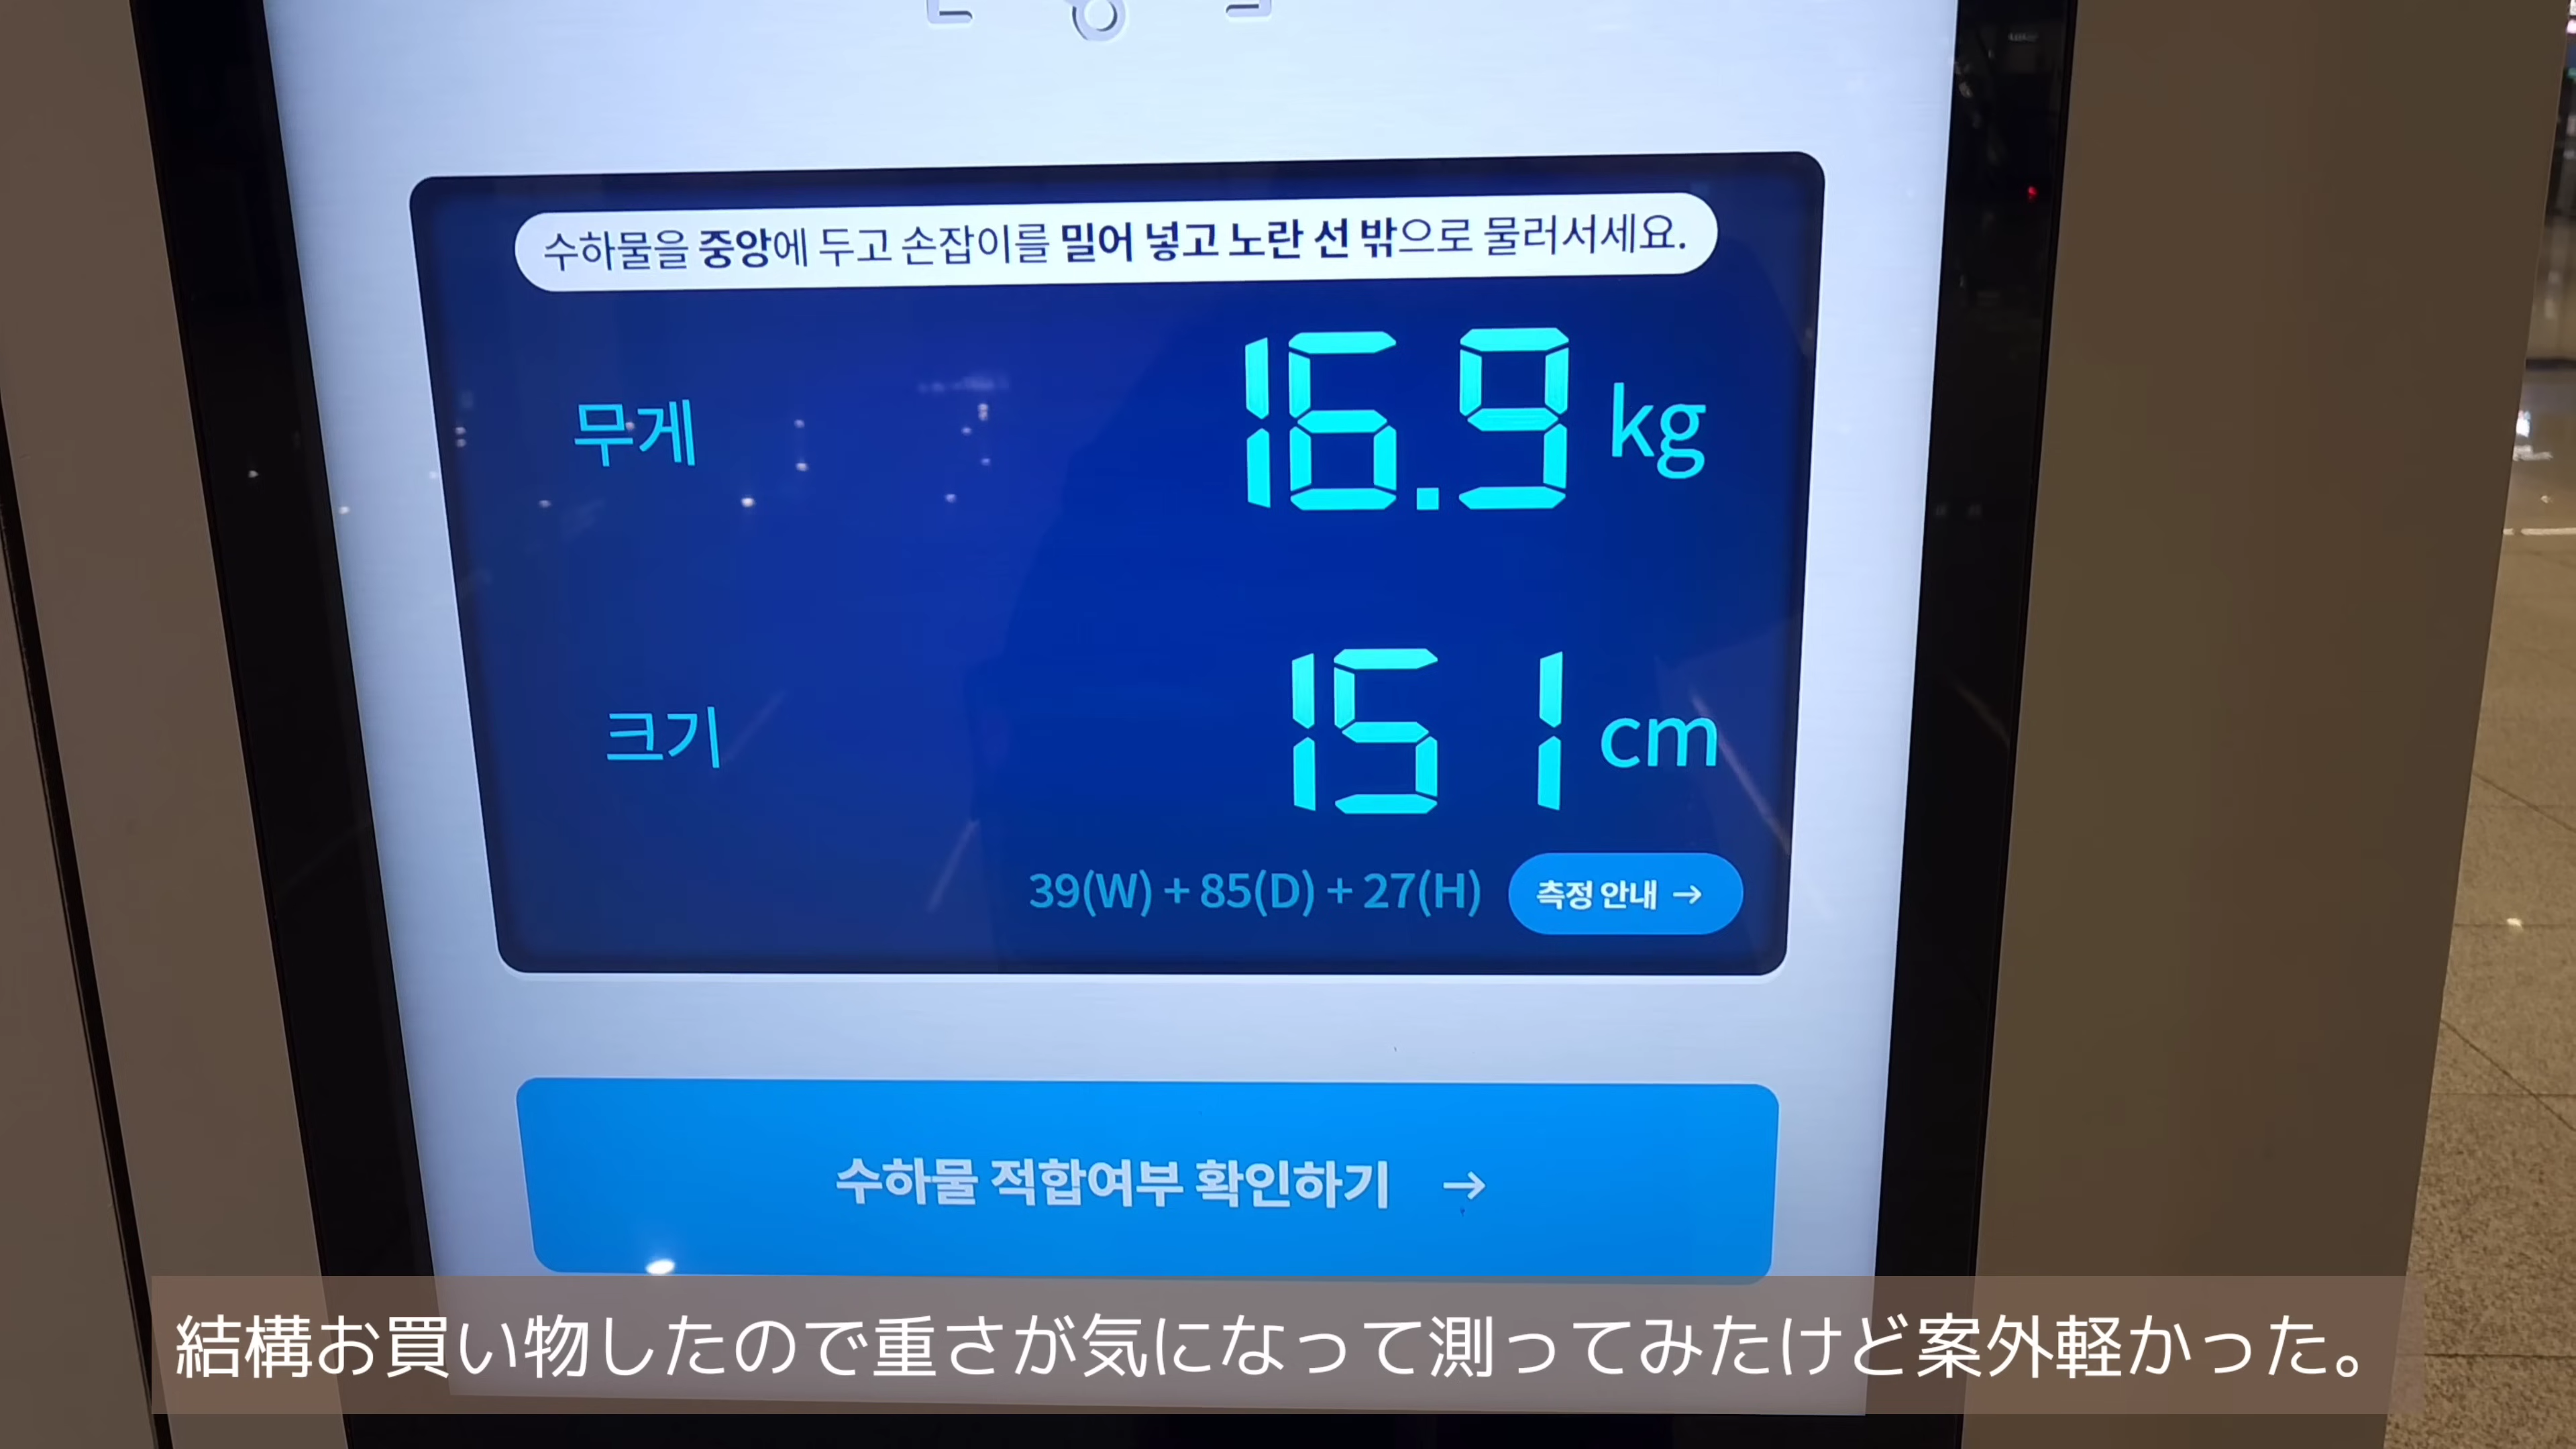 수하물을 중앙에 두고 손잡이를 밀어 넣고 노란 선 밖으로 물러서세요.
무게 16.9 kg
크기 151 cm
39(W) + 85(D) + 27(H) 측정 안내 →
수하물 적합여부 확인하기 →
結構お買い物したので重さが気になって測ってみたけど案外軽かった。